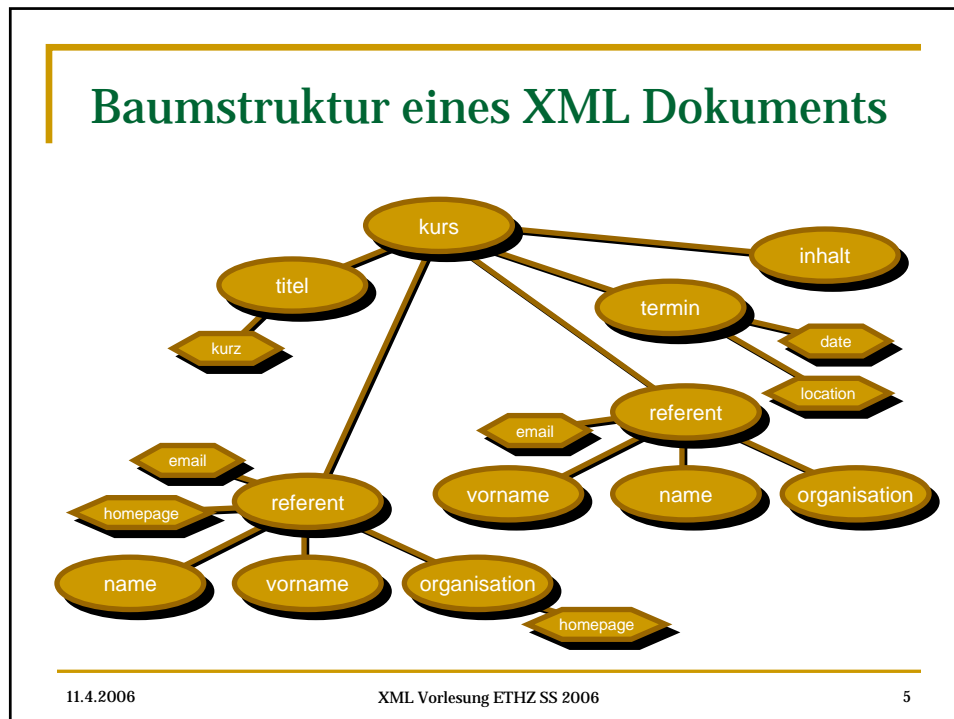 Baumstruktur eines XML Dokuments
kurs
inhalt
titel
termin
kurz
date
location
referent
email
email
vorname
name
organisation
referent
homepage
name
vorname
organisation
homepage
11.4.2006
XML Vorlesung ETHZ SS 2006
5